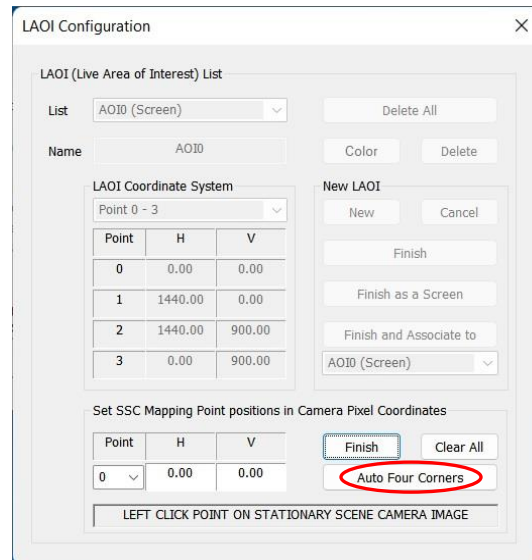 LAOI Configuration
LAOI (Live Area of Interest) List
List AOI0 (Screen) Delete All
Name AOI0 Color Delete
LAOI Coordinate System New LAOI
Point 0 - 3 New Cancel
Point H V
Finish
0 0.00 0.00
1 1440.00 0.00 Finish as a Screen
2 1440.00 900.00 Finish and Associate to
3 0.00 900.00 AOI0 (Screen)
Set SSC Mapping Point positions in Camera Pixel Coordinates
Point H V Finish Clear All
0 0.00 0.00 Auto Four Corners
LEFT CLICK POINT ON STATIONARY SCENE CAMERA IMAGE